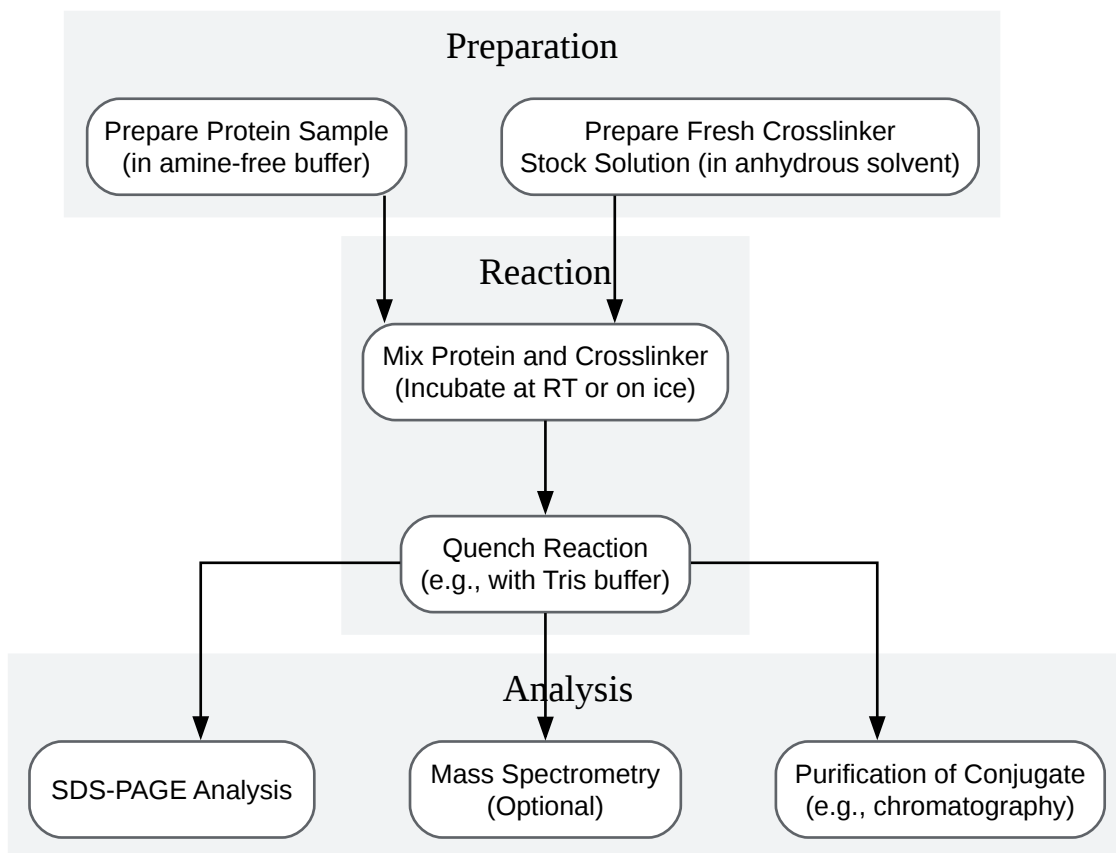 Preparation
Prepare Protein Sample
(in amine-free buffer)
Prepare Fresh Crosslinker
Stock Solution (in anhydrous solvent)
Reaction
Mix Protein and Crosslinker
(Incubate at RT or on ice)
Quench Reaction
(e.g., with Tris buffer)
Analysis
SDS-PAGE Analysis
Mass Spectrometry
(Optional)
Purification of Conjugate
(e.g., chromatography)